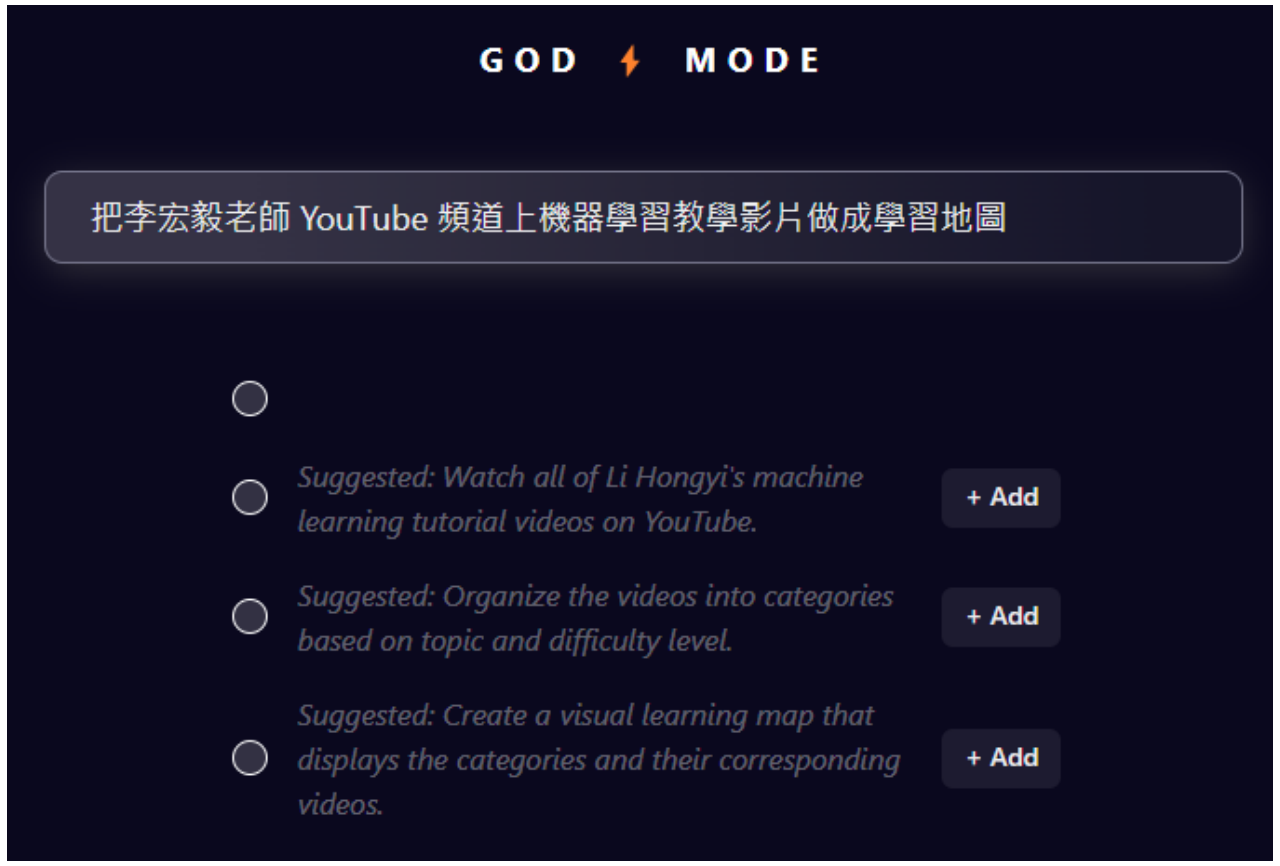 GOD MODE
把李宏毅老師 YouTube 頻道上機器學習教學影片做成學習地圖
Suggested: Watch all of Li Hongyi's machine
learning tutorial videos on YouTube.
+ Add
Suggested: Organize the videos into categories
based on topic and difficulty level.
+ Add
Suggested: Create a visual learning map that
displays the categories and their corresponding
videos.
+ Add